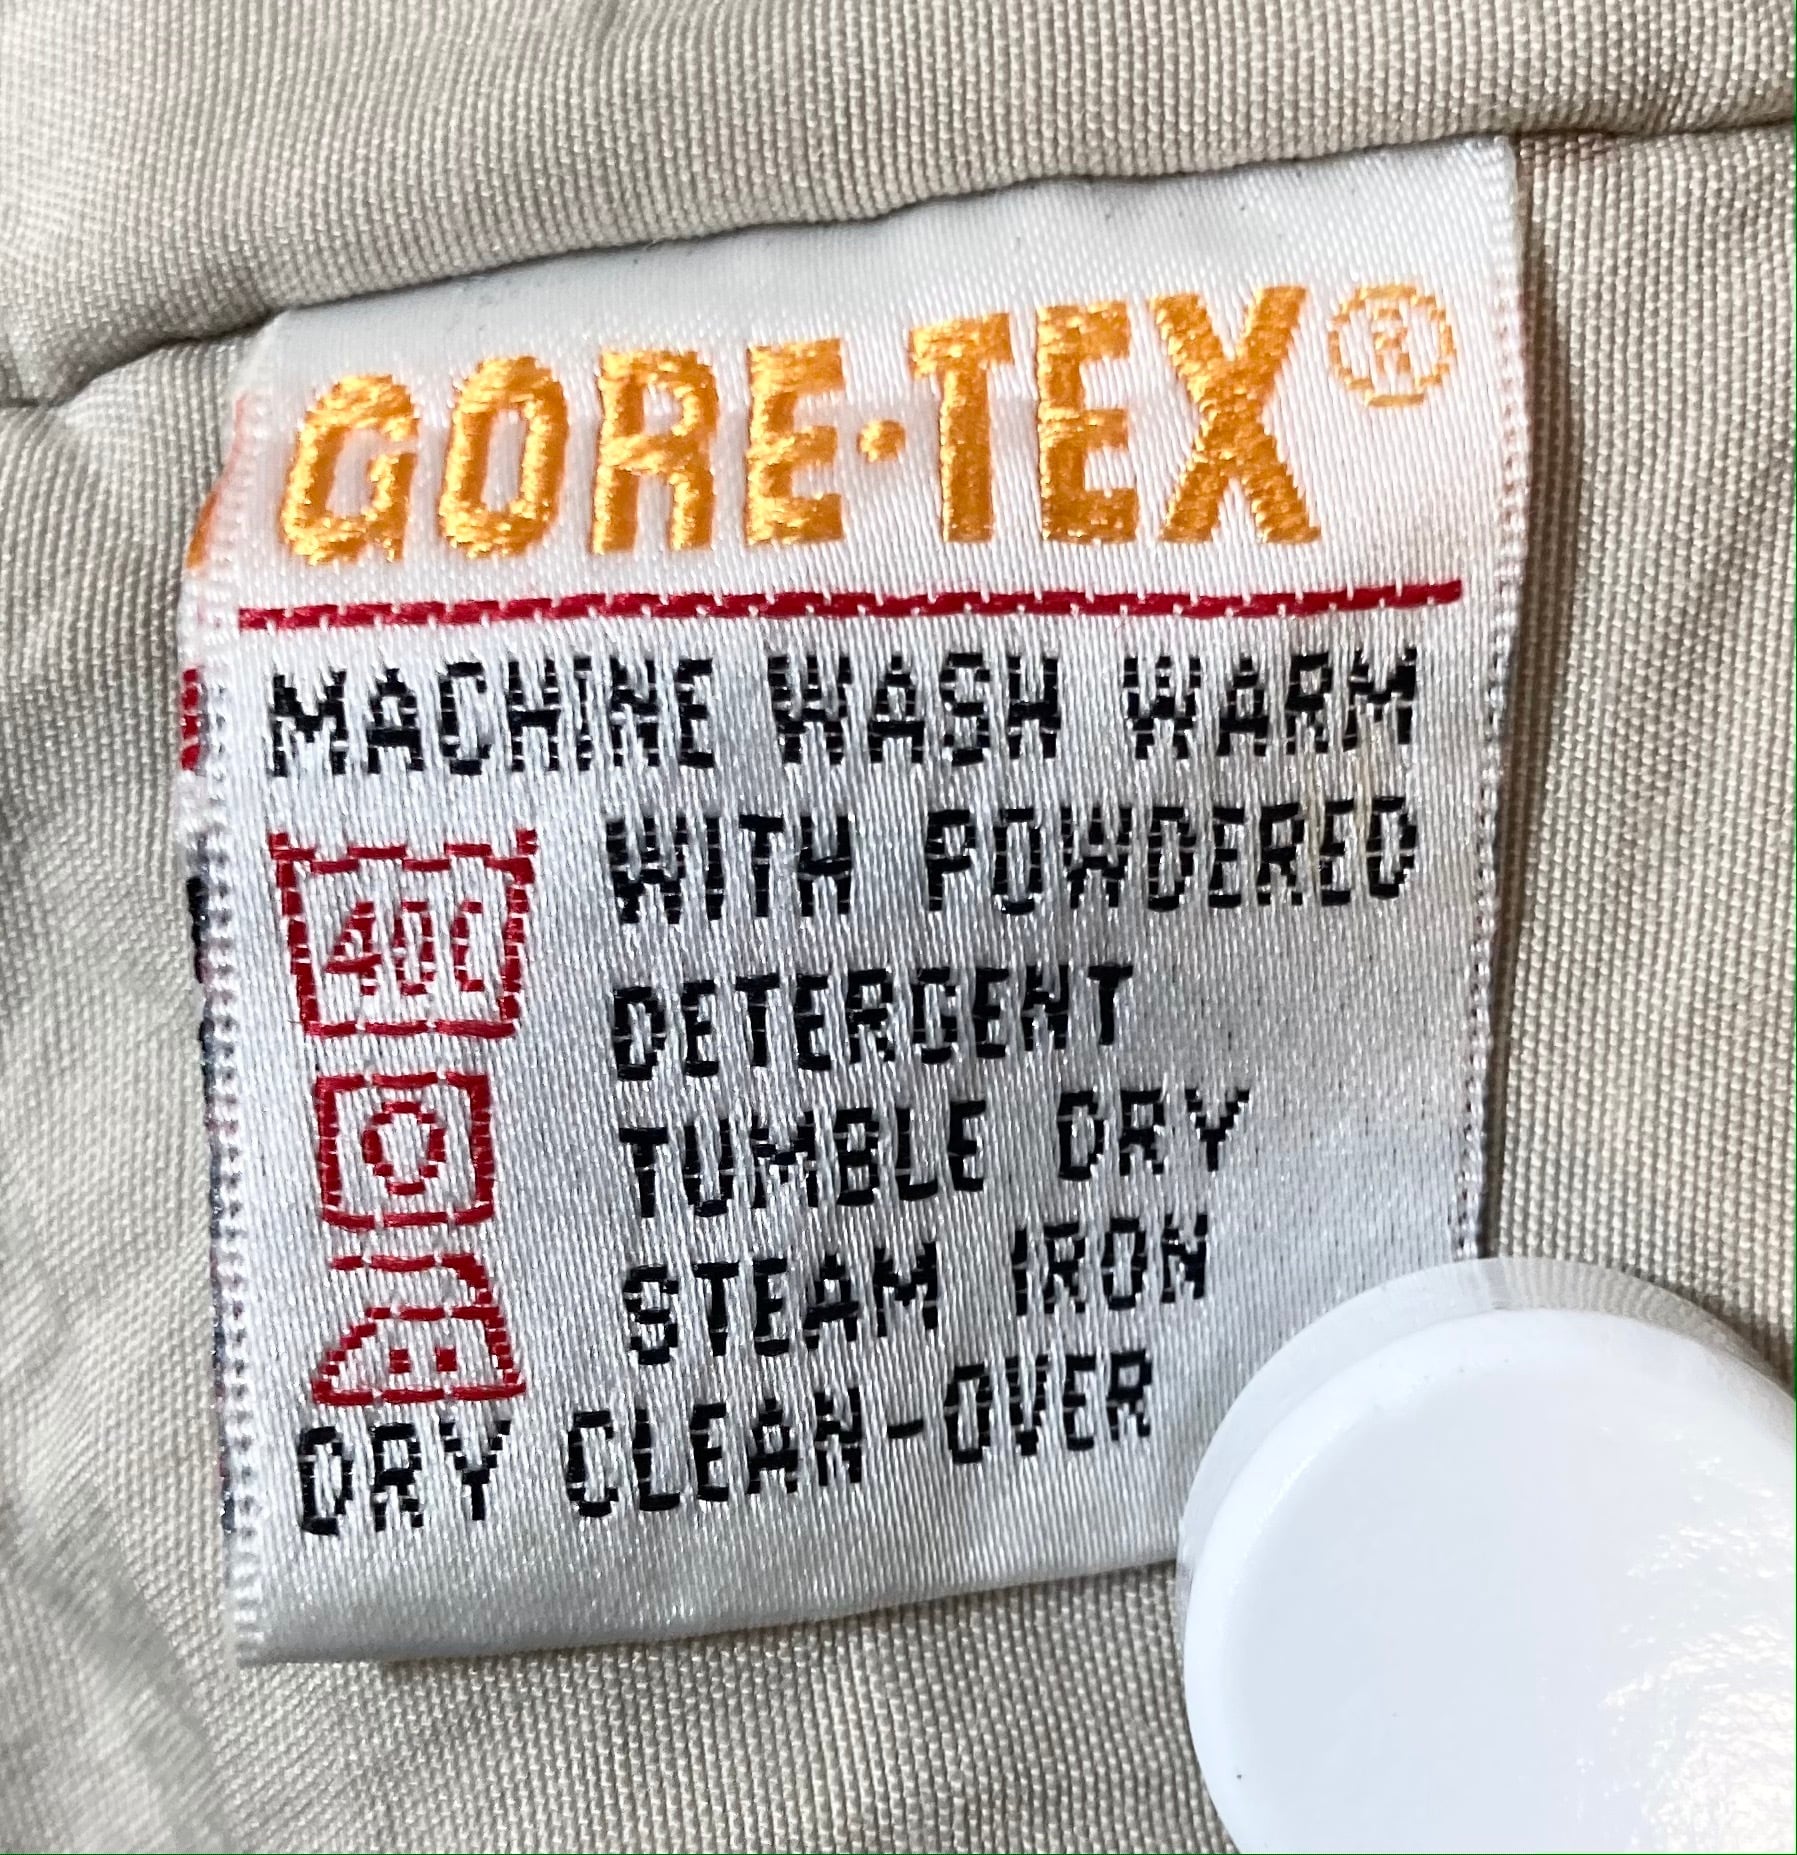 GORE·TEX®
MACHINE WASH WARM
WITH POWDERED
40C
DETERGENT
TUMBLE DRY
STEAM IRON
DRY CLEAN-OVER